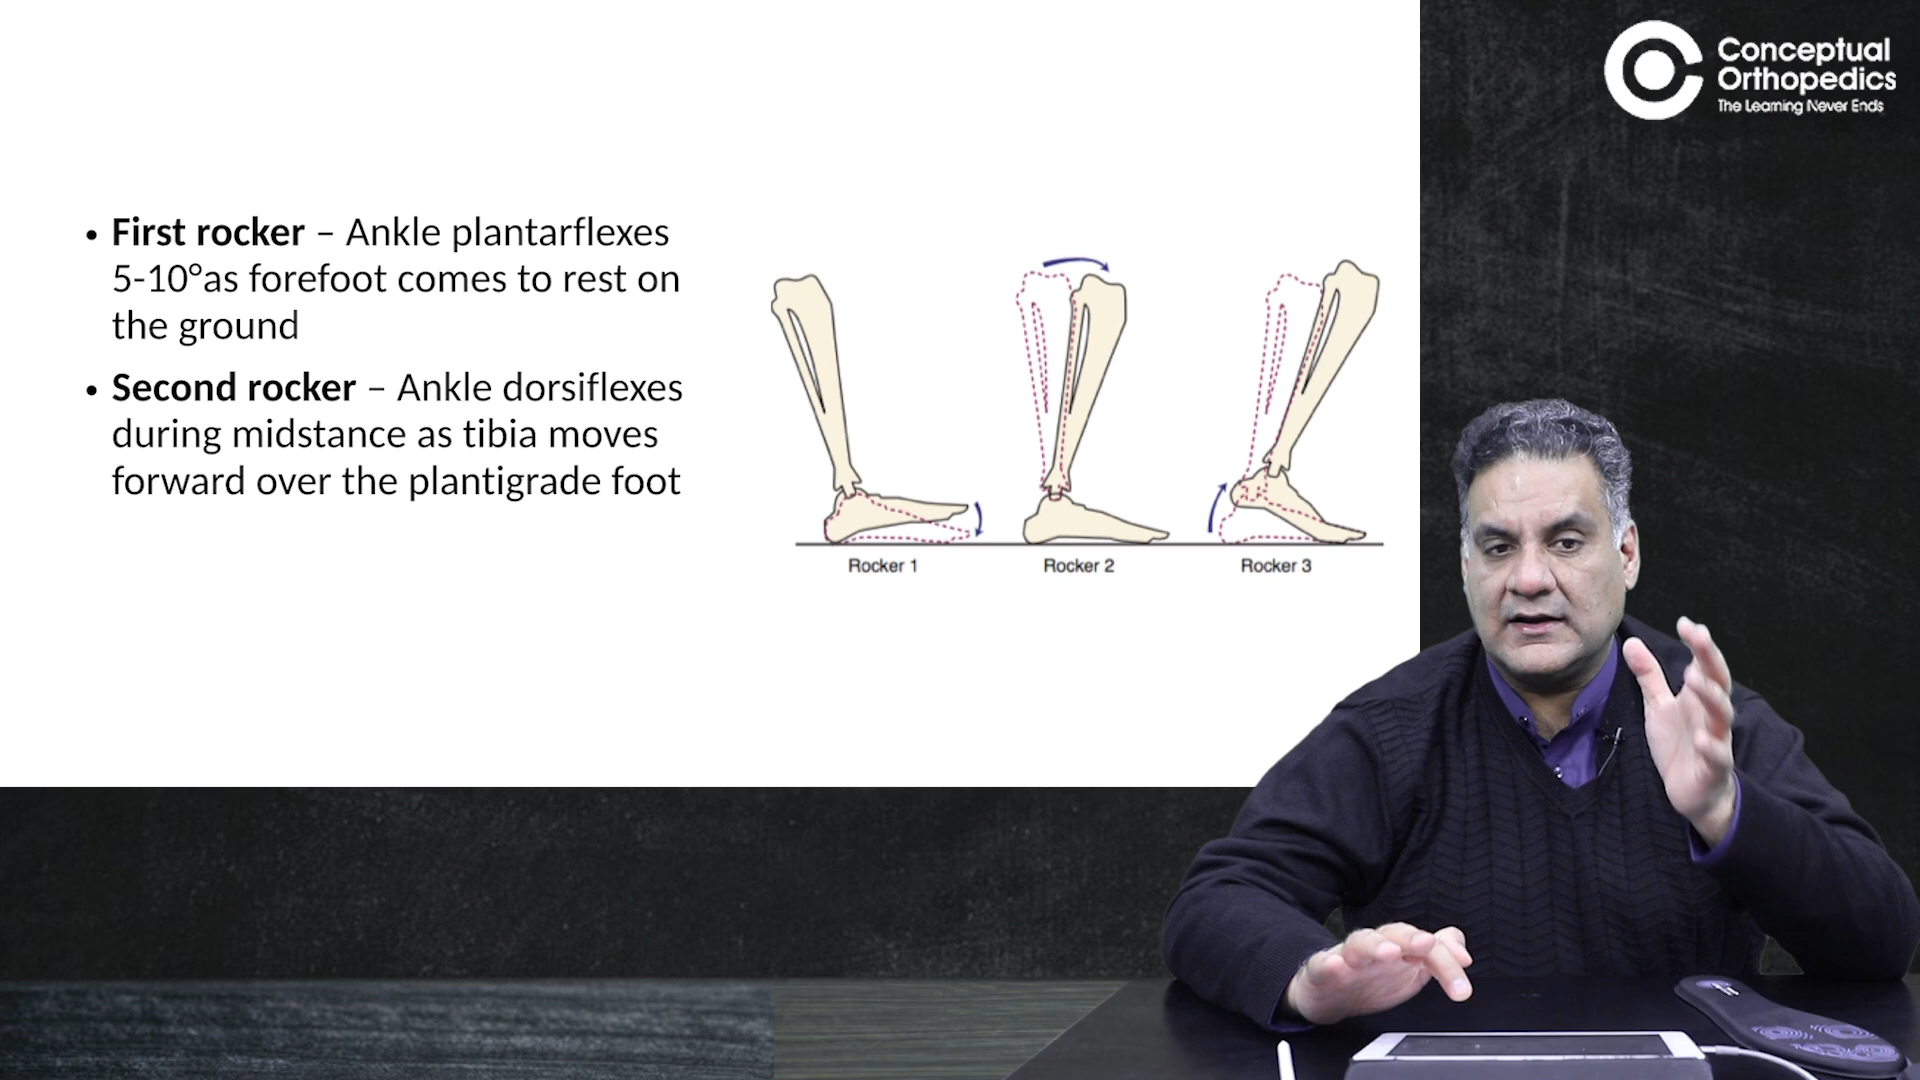 Conceptual
Orthopedics
The Learning Never Ends
• First rocker – Ankle plantarflexes
5-10°as forefoot comes to rest on
the ground
• Second rocker – Ankle dorsiflexes
during midstance as tibia moves
forward over the plantigrade foot
Rocker 1
Rocker 2
Rocker 3